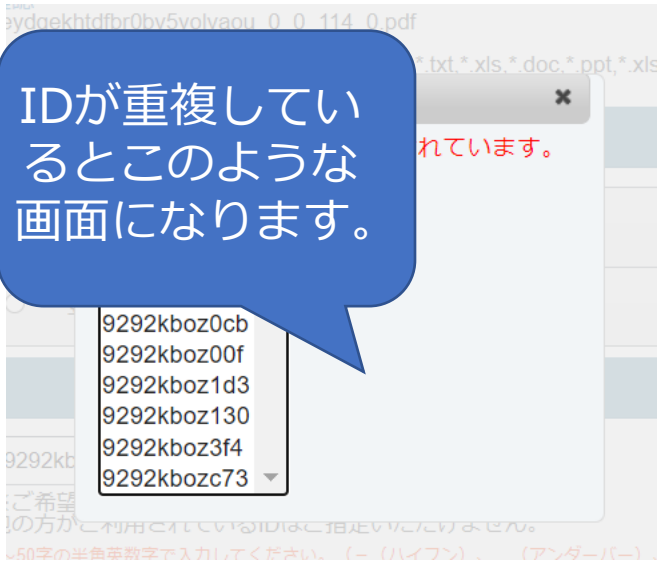 eydgekhtdfbr0by5volvaou_0_0_114_0.pdf
*.txt,*.xls,*.doc,*.ppt,*.xls
IDが重複してい
るとこのような
画面になります。
×
れています。
9292kboz0cb
9292kboz00f
9292kboz1d3
9292kboz130
9292kboz3f4
9292kbozc73
9292kb
をご希望
他の方がご利用されているIDはご指定いただけません。
～50字の半角英数字で入力してください。（－（ハイフン）、＿（アンダーバー）